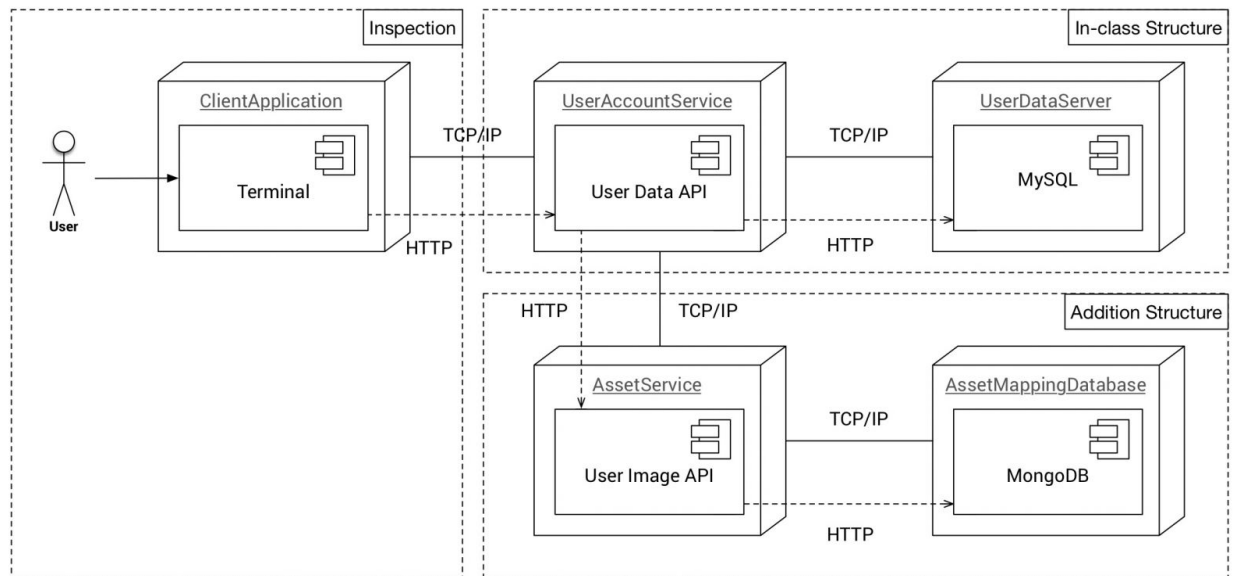 Inspection
In-class Structure
ClientApplication
UserAccountService
UserDataServer
TCP/IP
TCP/IP
Terminal
User Data API
MySQL
User
HTTP
HTTP
HTTP
TCP/IP
Addition Structure
AssetService
AssetMappingDatabase
TCP/IP
User Image API
MongoDB
HTTP